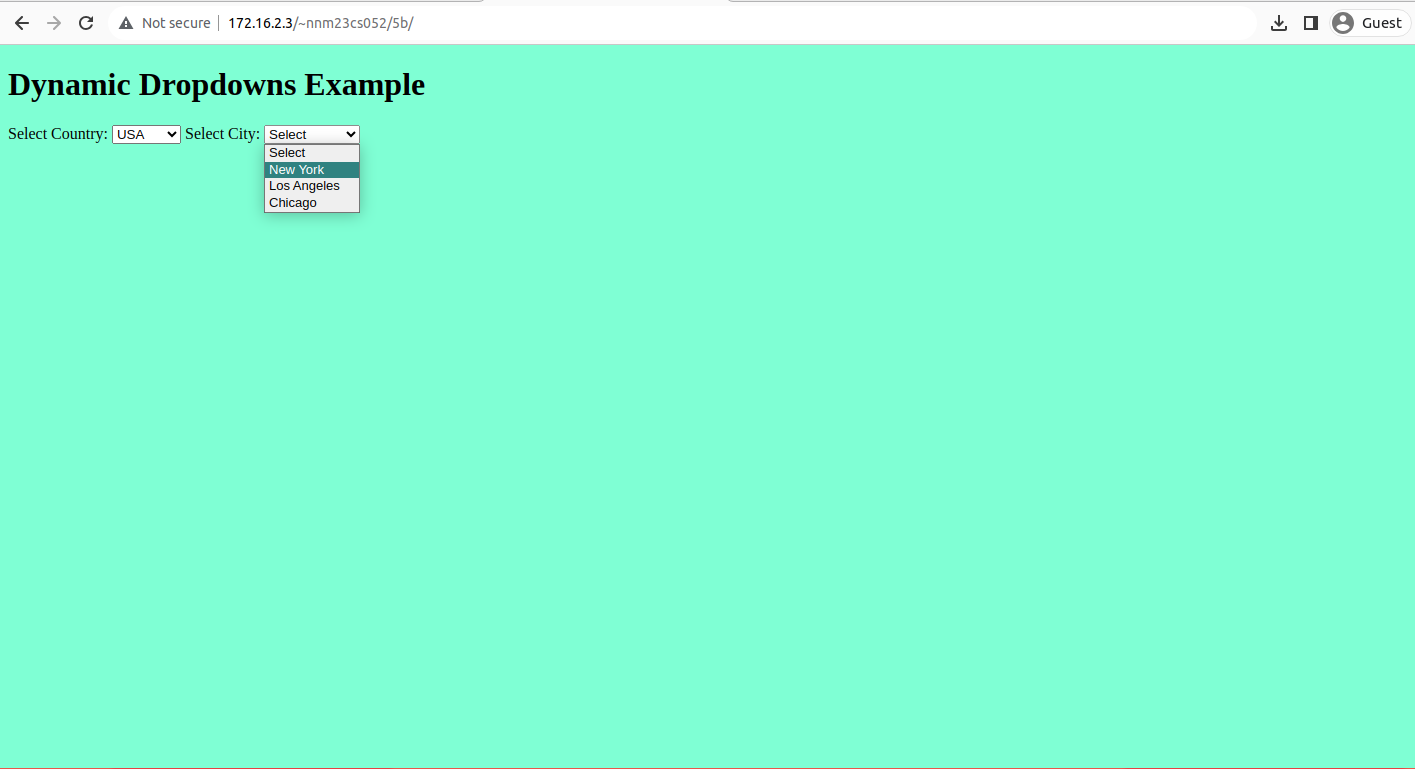 Not secure 172.16.2.3/~nnm23cs052/5b/ Guest
Dynamic Dropdowns Example
Select Country: USA Select City: Select
Select
New York
Los Angeles
Chicago